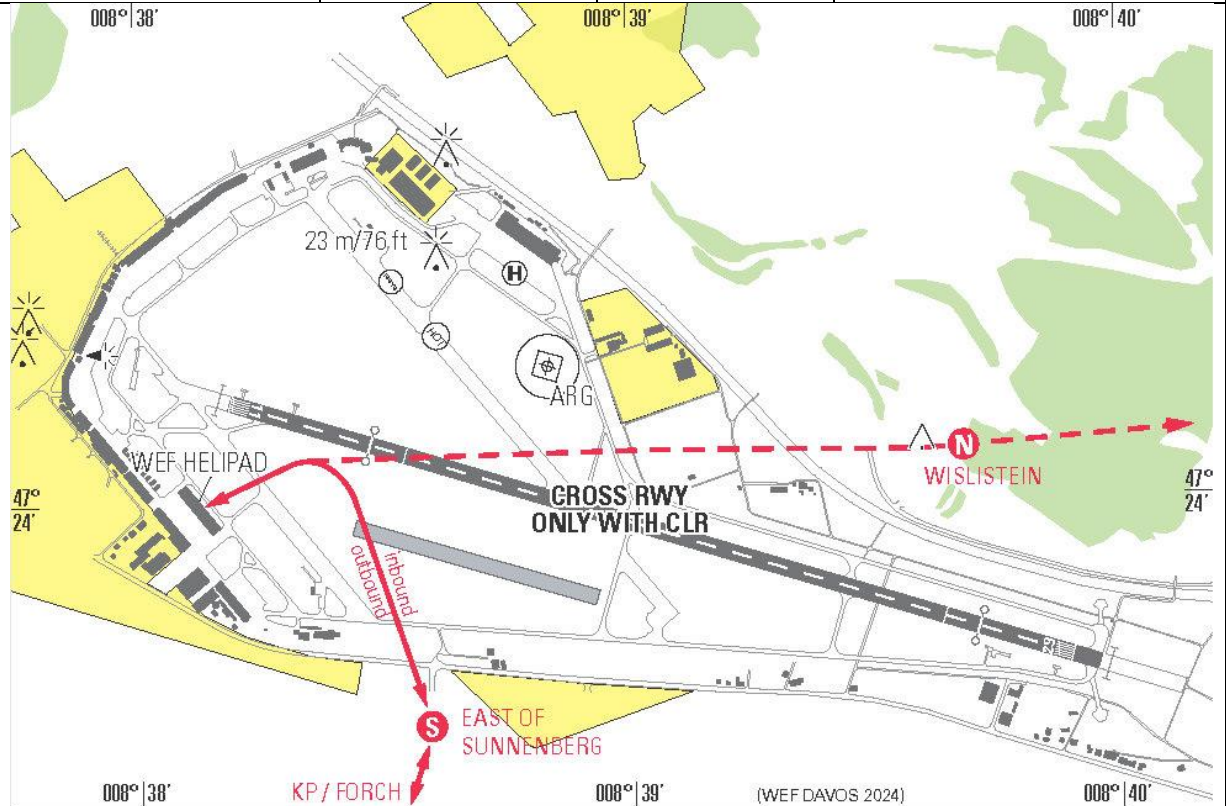 008° 38'
008° 39'
008° 40'
23 m/76 ft
H
ARG
WEF HELIPAD
N
WISLISTEIN
47°
24'
47°
24'
CROSS RWY
ONLY WITH CLR
inbound
outbound
29
S
EAST OF
SUNNENBERG
KP / FORCH
008° 38'
008° 39'
(WEF DAVOS 2024)
008° 40'